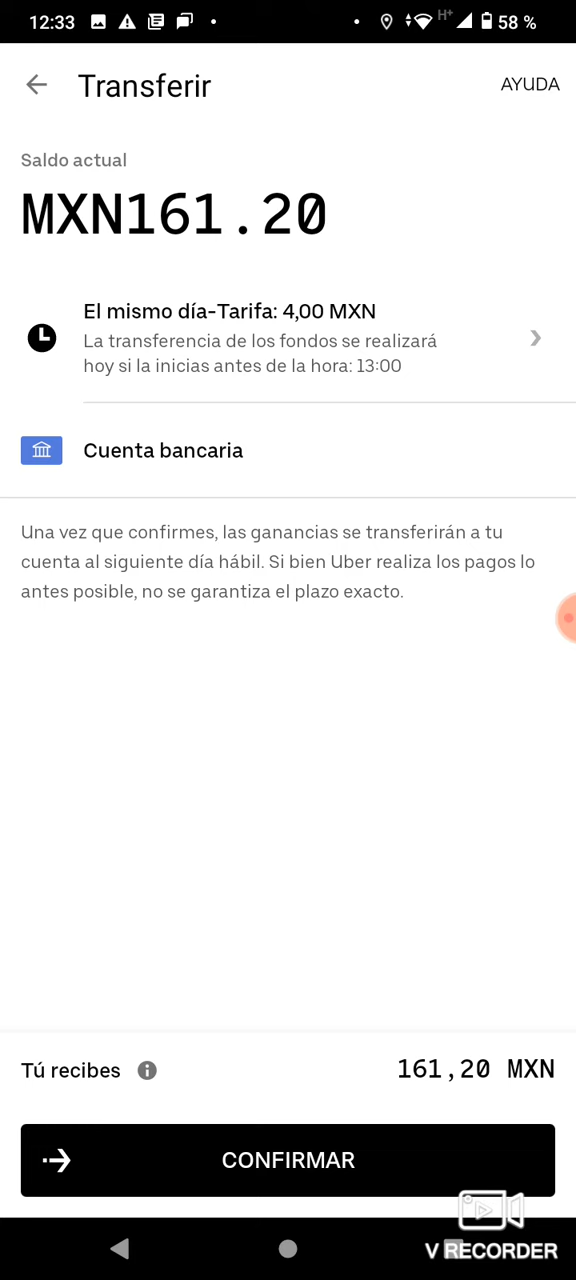 12:33
H+
58 %
Transferir
AYUDA
Saldo actual
MXN161.20
El mismo día-Tarifa: 4,00 MXN
La transferencia de los fondos se realizará
hoy si la inicias antes de la hora: 13:00
Cuenta bancaria
Una vez que confirmes, las ganancias se transferirán a tu
cuenta al siguiente día hábil. Si bien Uber realiza los pagos lo
antes posible, no se garantiza el plazo exacto.
Tú recibes
161,20 MXN
CONFIRMAR
V RECORDER